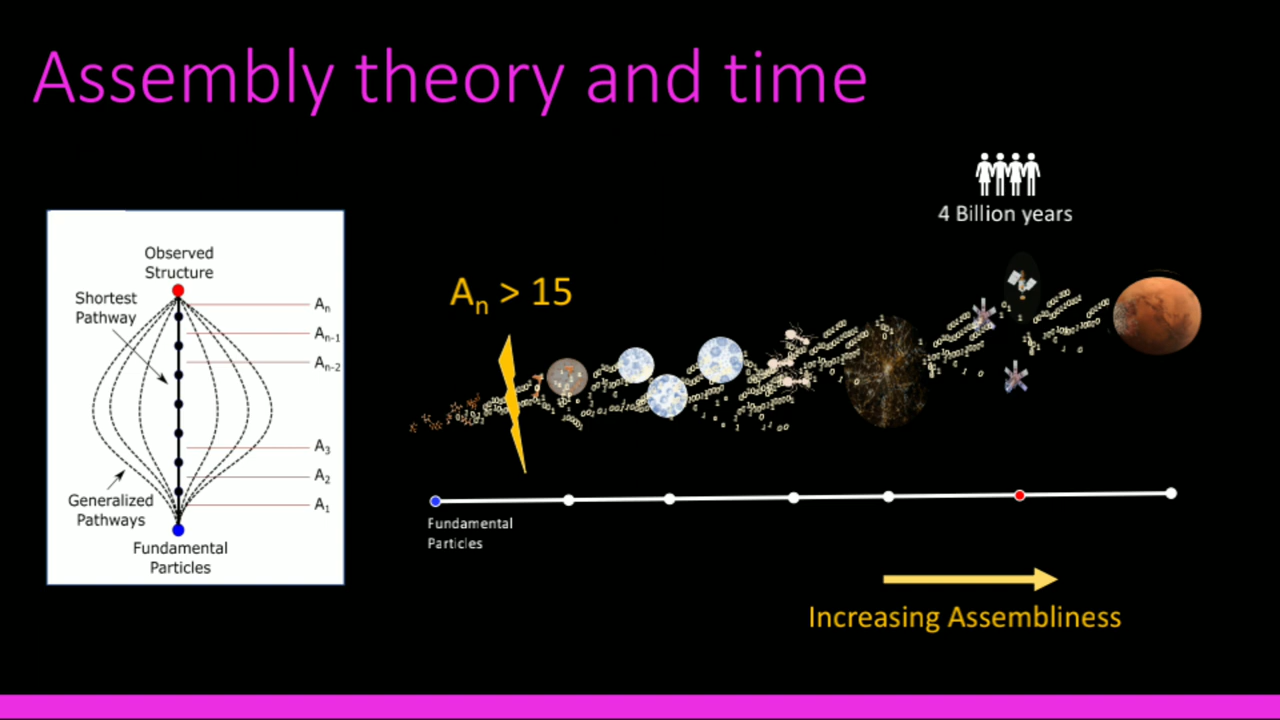 Assembly theory and time
4 Billion years
Observed
Structure
Shortest
Pathway
An
An-1
An-2
A3
A2
A1
Generalized
Pathways
Fundamental
Particles
An > 15
Fundamental
Particles
Increasing Assembliness